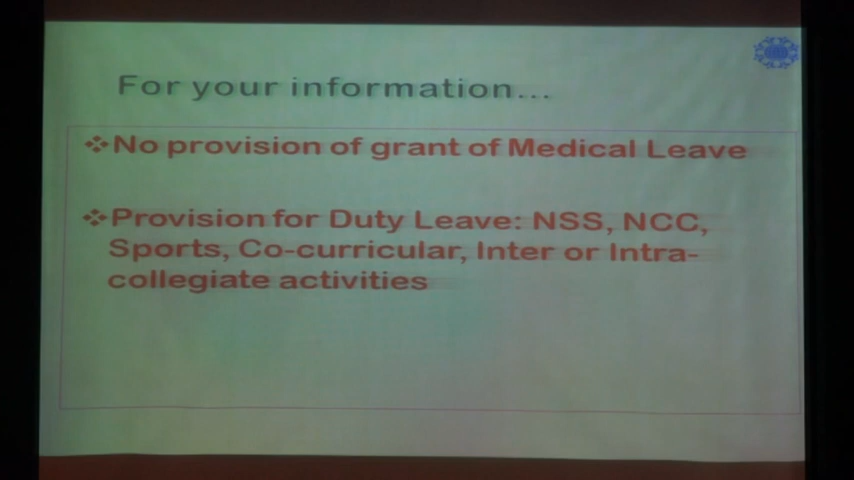 For your information...
❖No provision of grant of Medical Leave
❖Provision for Duty Leave: NSS, NCC,
Sports, Co-curricular, Inter or Intra-
collegiate activities